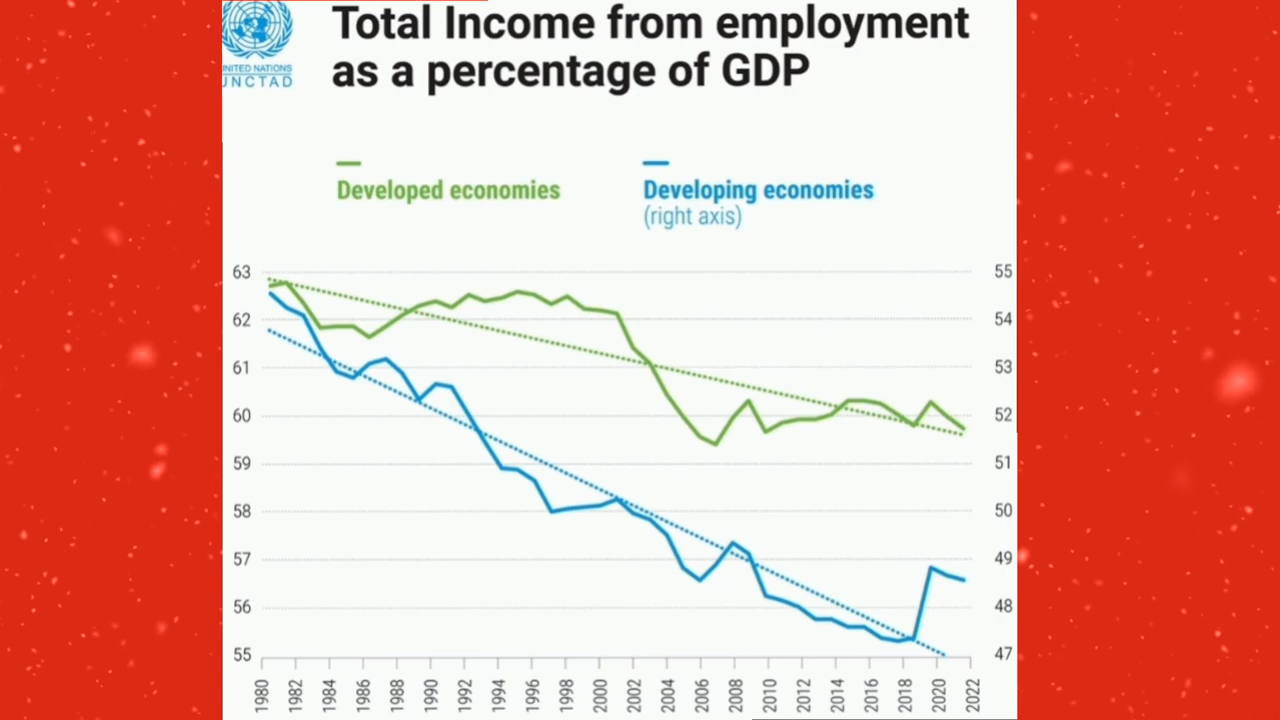 Total Income from employment
as a percentage of GDP
UNITED NATIONS
UNCTAD
Developed economies
Developing economies
(right axis)
63 55
62 54
61 53
60 52
59 51
58 50
57 49
56 48
55 47
1980 1982 1984 1986 1988 1990 1992 1994 1996 1998 2000 2002 2004 2006 2008 2010 2012 2014 2016 2018 2020 2022